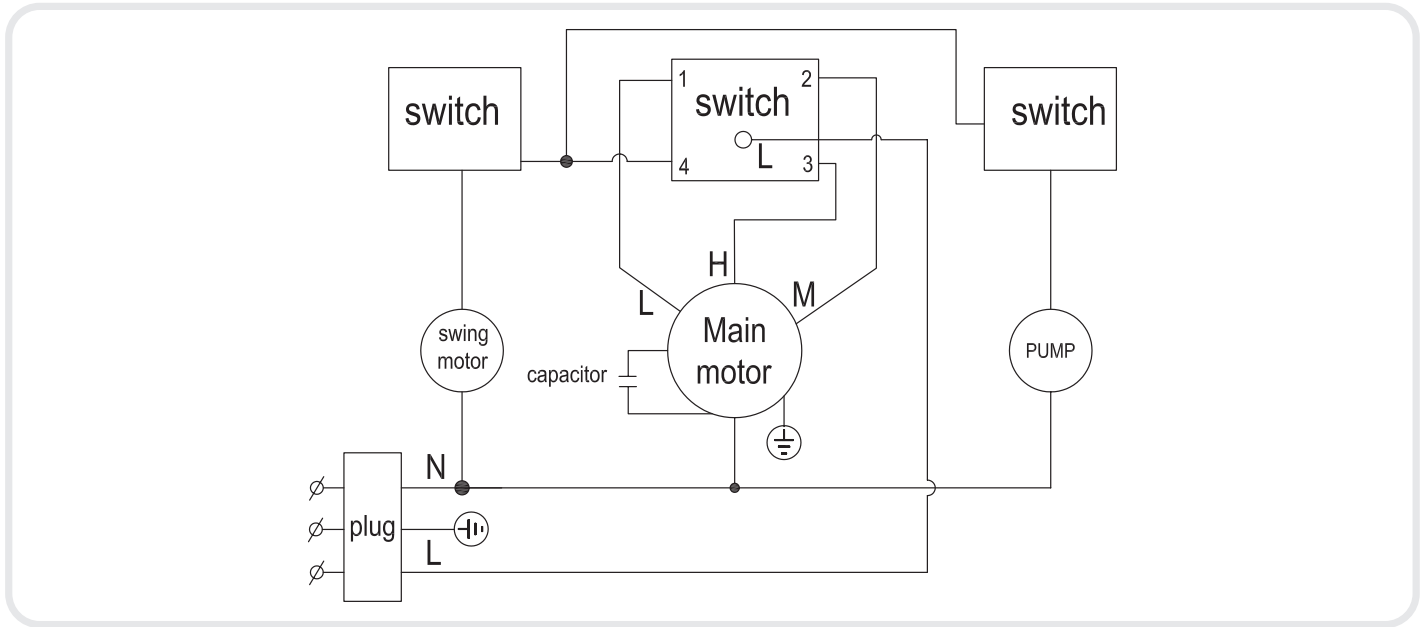 switch
1
2
switch
L
4
3
switch
H
L
M
swing
motor
Main
motor
capacitor
PUMP
N
plug
L